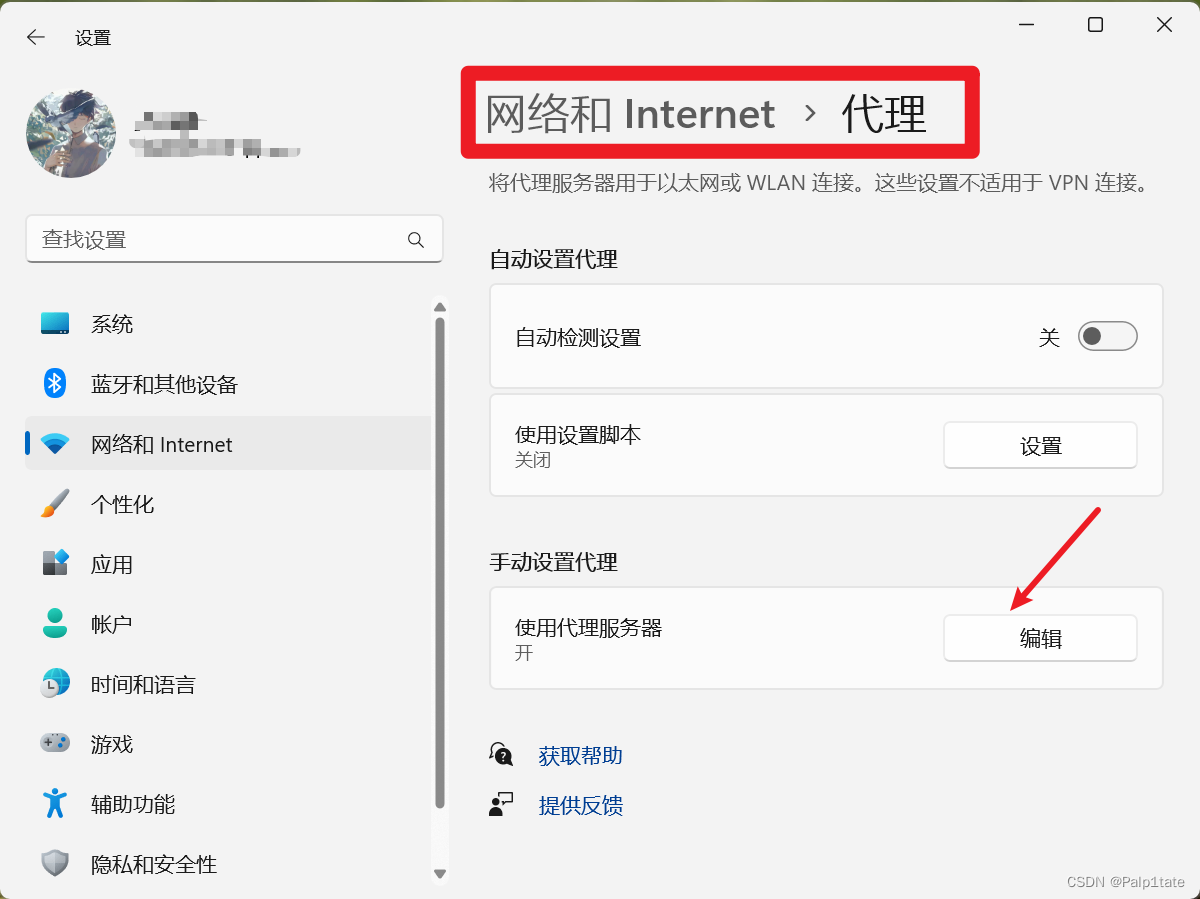 设置
网络和 Internet › 代理
将代理服务器用于以太网或 WLAN 连接。这些设置不适用于 VPN 连接。
查找设置
系统
蓝牙和其他设备
网络和 Internet
个性化
应用
帐户
时间和语言
游戏
辅助功能
隐私和安全性
自动设置代理
自动检测设置
关
使用设置脚本
关闭
设置
手动设置代理
使用代理服务器
开
编辑
获取帮助
提供反馈
CSDN @Palp1tate